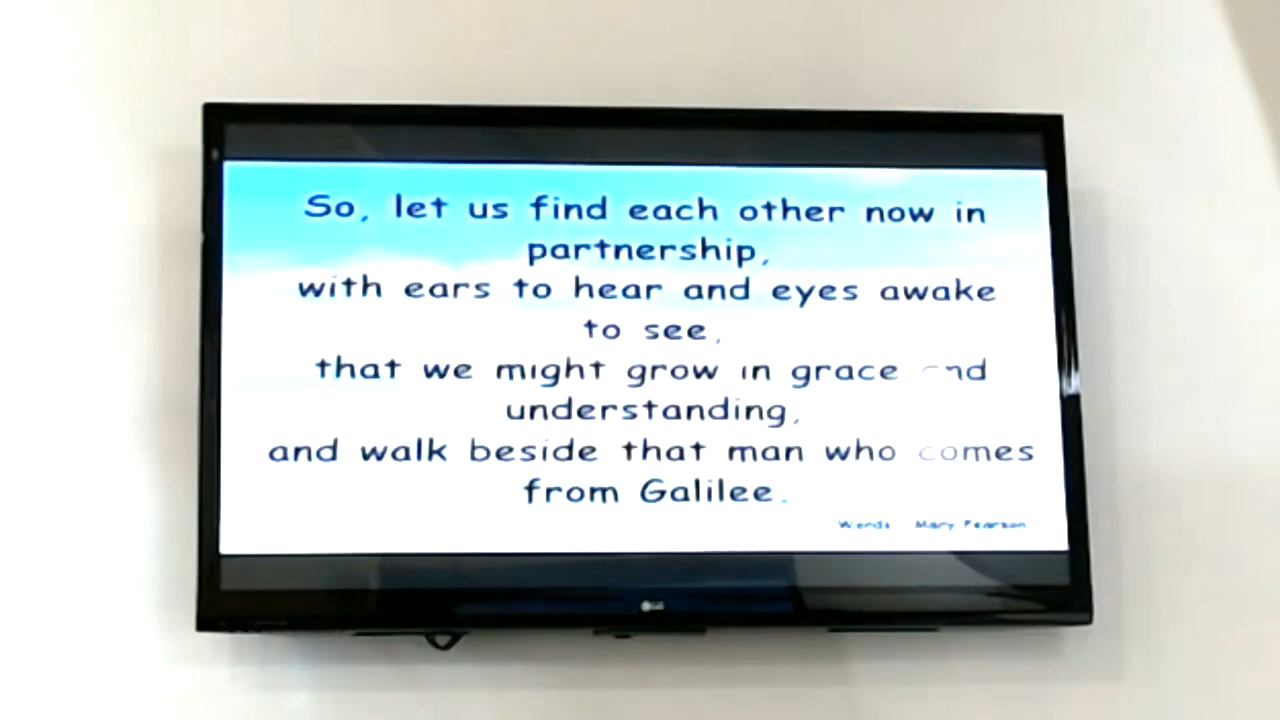 So, let us find each other now in
partnership,
with ears to hear and eyes awake
to see,
that we might grow in grace and
understanding,
and walk beside that man who comes
from Galilee.
Words Mary Pearson
LG